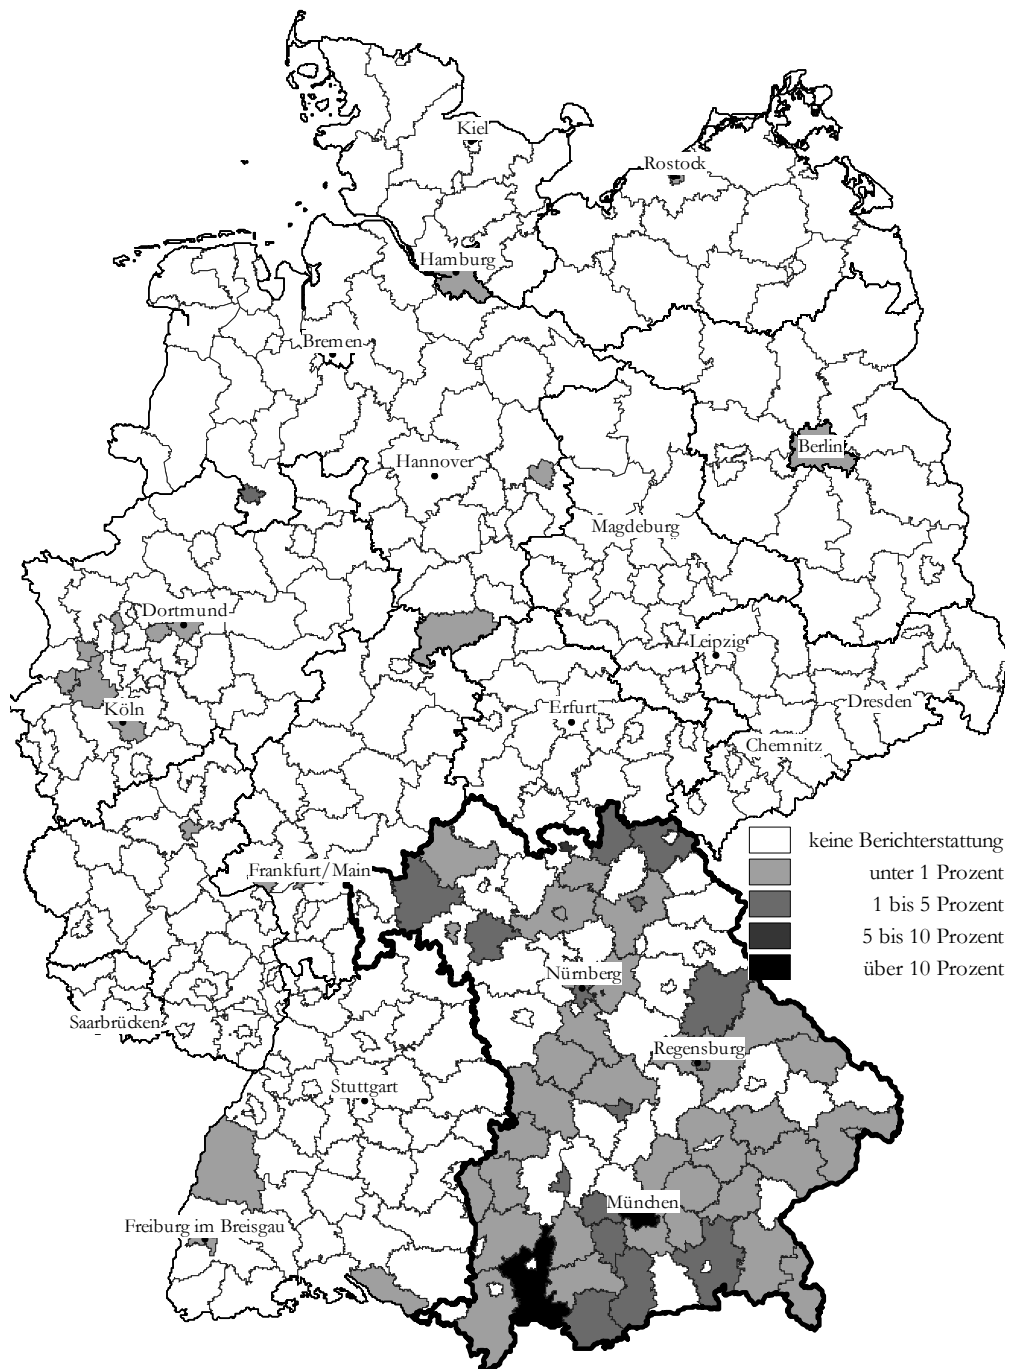 Kiel
Rostock
Hamburg
Bremen
Berlin
Hannover
Magdeburg
Dortmund
Leipzig
Köln
Erfurt
Dresden
Chemnitz
keine Berichterstattung
Frankfurt/Main
unter 1 Prozent
1 bis 5 Prozent
5 bis 10 Prozent
über 10 Prozent
Nürnberg
Saarbrücken
Regensburg
Stuttgart
München
Freiburg im Breisgau